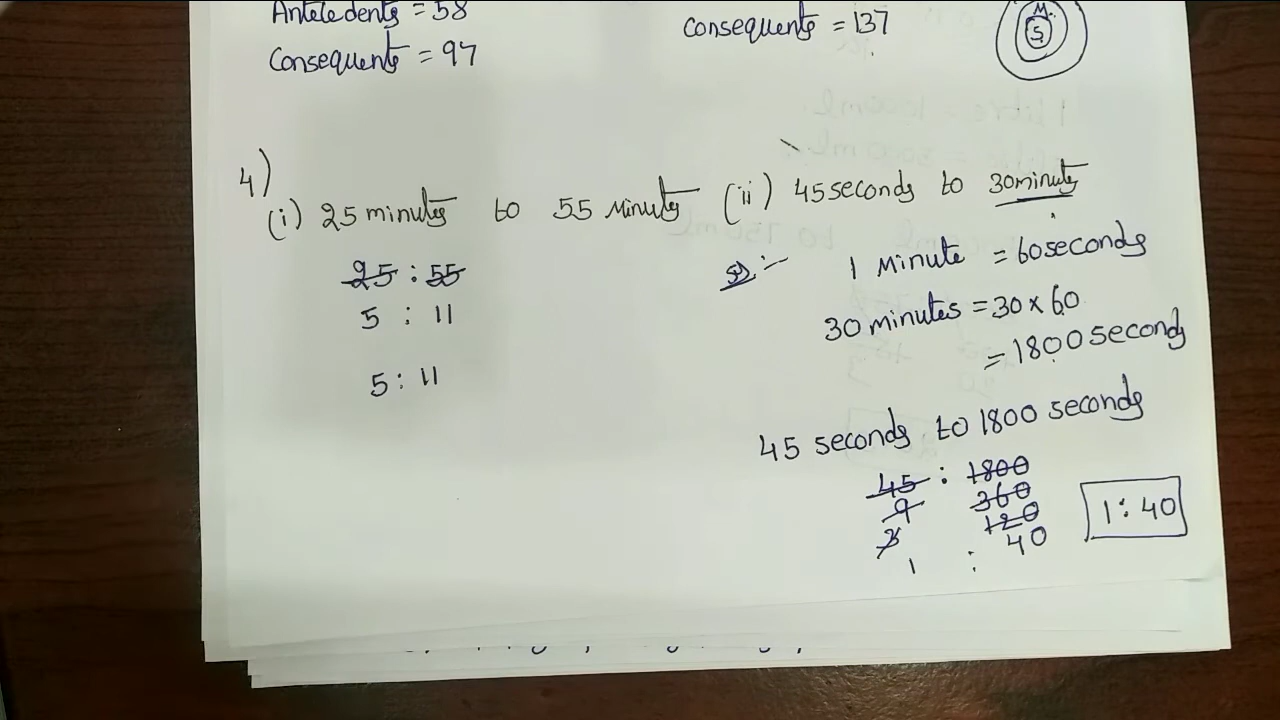 Antecedents = 58
Consequents = 97
Consequents = 137
M
S
4)
(i) 25 minutes to 55 Minutes
25 : 55
5 : 11
5 : 11
(ii) 45 seconds to 30 minutes
Sol :-
1 Minute = 60 seconds
30 minutes = 30 x 60
= 1800 seconds
45 seconds to 1800 seconds
45 : 1800
9 360
3 120
1 : 40
1 : 40